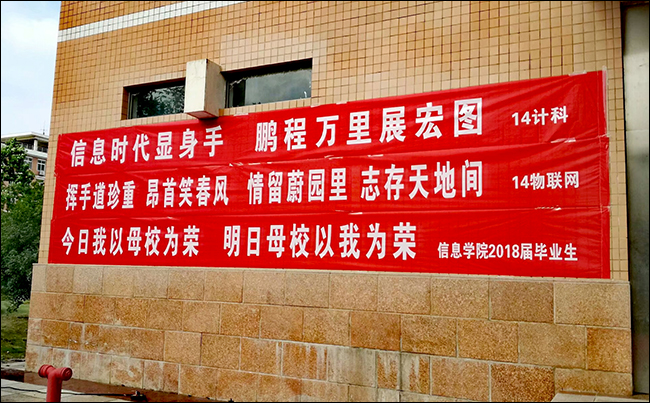 信息时代显身手 鹏程万里展宏图 14计科
挥手道珍重 昂首笑春风 情留蔚园里 志存天地间 14物联网
今日我以母校为荣 明日母校以我为荣 信息学院2018届毕业生